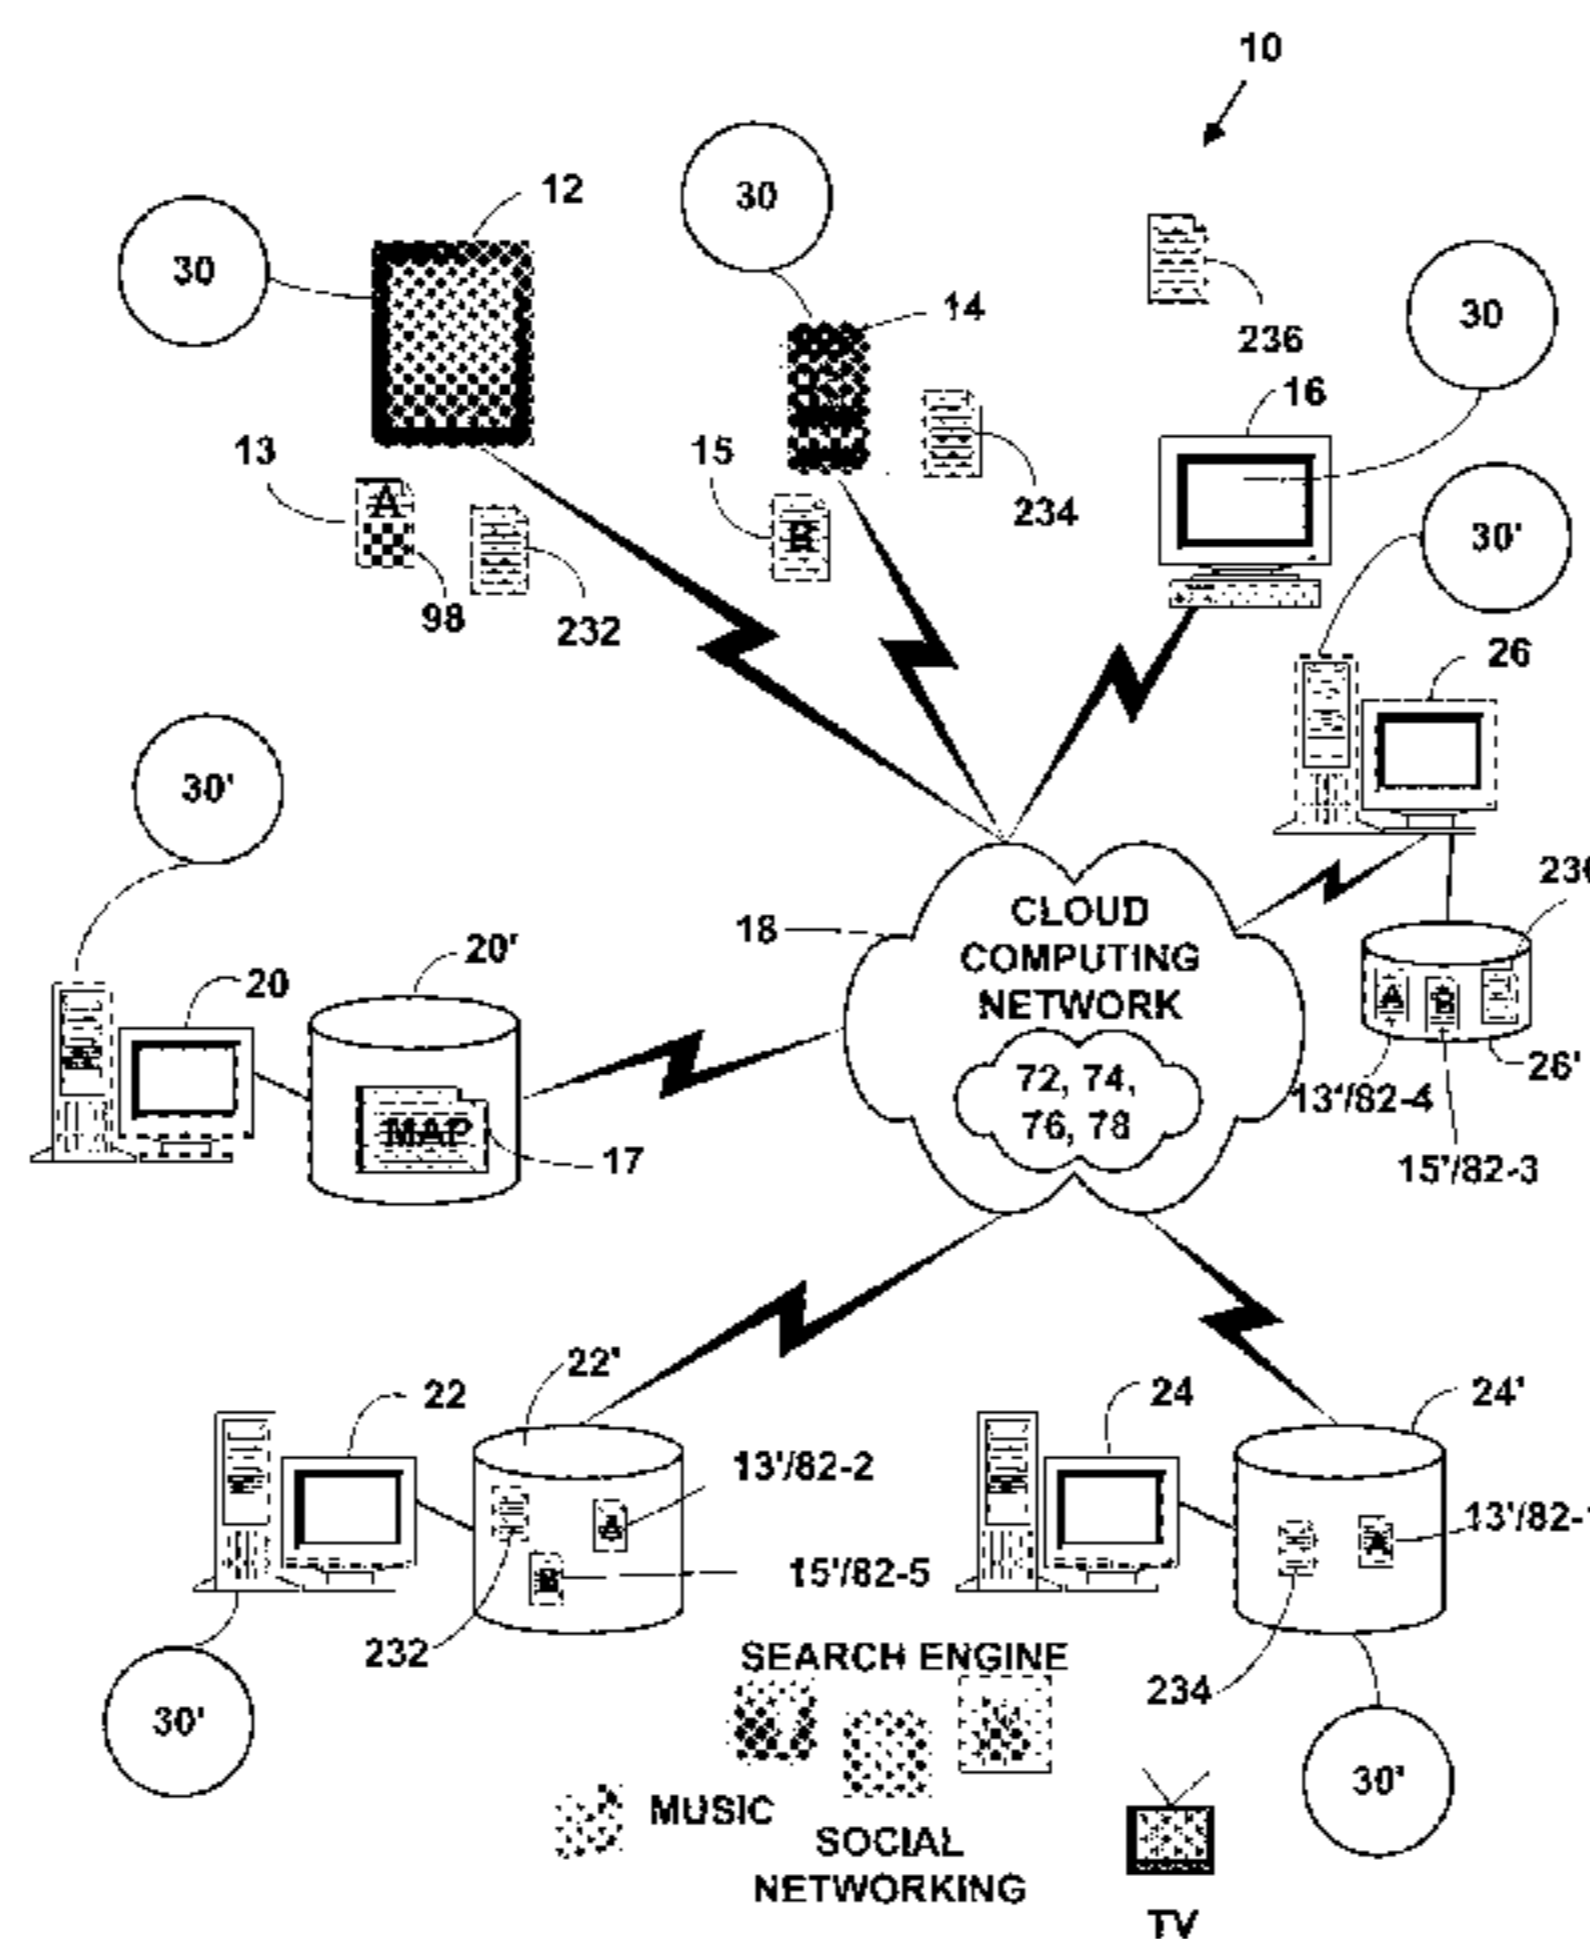 10
12
30
30
30
14
236
16
13
15
234
30'
98
232
26
30'
18
CLOUD
COMPUTING
NETWORK
20'
20
A
B
MAP
17
72, 74,
76, 78
13'/82-4
26'
15'/82-3
22'
22
24
24'
13'/82-2
A
B
15'/82-5
A
232
234
30'
SEARCH ENGINE
30'
MUSIC
SOCIAL
NETWORKING
TV
A
B